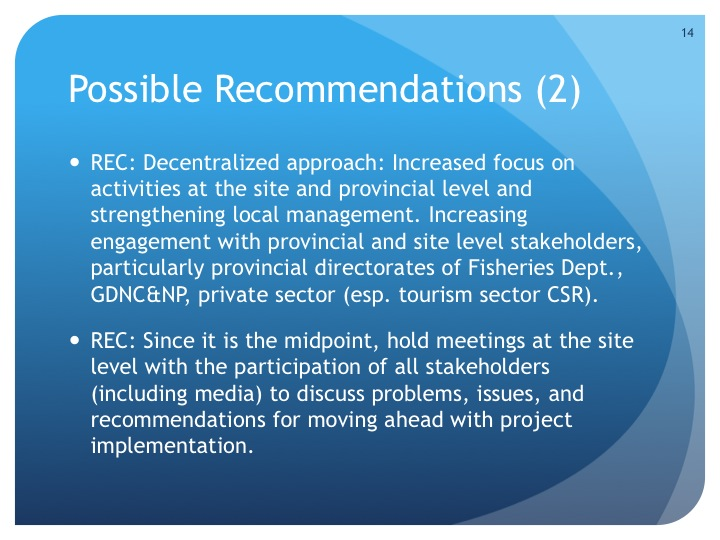 14
Possible Recommendations (2)
• REC: Decentralized approach: Increased focus on
activities at the site and provincial level and
strengthening local management. Increasing
engagement with provincial and site level stakeholders,
particularly provincial directorates of Fisheries Dept.,
GDNC&NP, private sector (esp. tourism sector CSR).
• REC: Since it is the midpoint, hold meetings at the site
level with the participation of all stakeholders
(including media) to discuss problems, issues, and
recommendations for moving ahead with project
implementation.